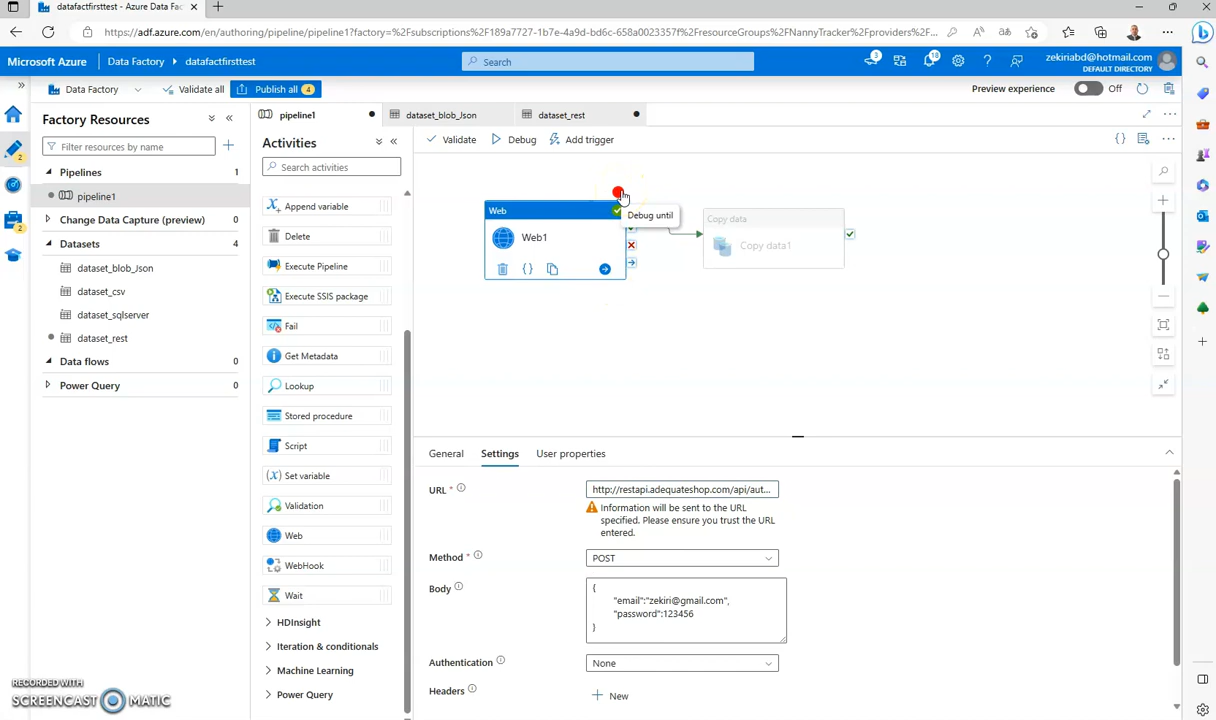 datafactfirsttest - Azure Data Fac
https://adf.azure.com/en/authoring/pipeline/pipeline1?factory=%2Fsubscriptions%2F189a7727-1b7e-4a9d-bd6c-658a0023357f%2FresourceGroups%2FNannyTracker%2Fproviders%2...
Microsoft Azure
Data Factory
datafactfirsttest
Search
3
18
zekiriabd@hotmail.com
DEFAULT DIRECTORY
Data Factory
Validate all
Publish all 4
Preview experience
Off
Factory Resources
Filter resources by name
Pipelines 1
pipeline1
Change Data Capture (preview) 0
Datasets 4
dataset_blob_Json
dataset_csv
dataset_sqlserver
dataset_rest
Data flows 0
Power Query 0
2
2
pipeline1
dataset_blob_Json
dataset_rest
Activities
Search activities
Append variable
Delete
Execute Pipeline
Execute SSIS package
Fail
Get Metadata
Lookup
Stored procedure
Script
Set variable
Validation
Web
WebHook
Wait
HDInsight
Iteration & conditionals
Machine Learning
Power Query
Validate
Debug
Add trigger
Web
Web1
Debug until
Copy data
Copy data1
General
Settings
User properties
URL *
http://restapi.adequateshop.com/api/aut...
Information will be sent to the URL
specified. Please ensure you trust the URL
entered.
Method *
POST
Body
{
"email":"zekiri@gmail.com",
"password":123456
}
Authentication
None
Headers
New
RECORDED WITH
SCREENCAST MATIC